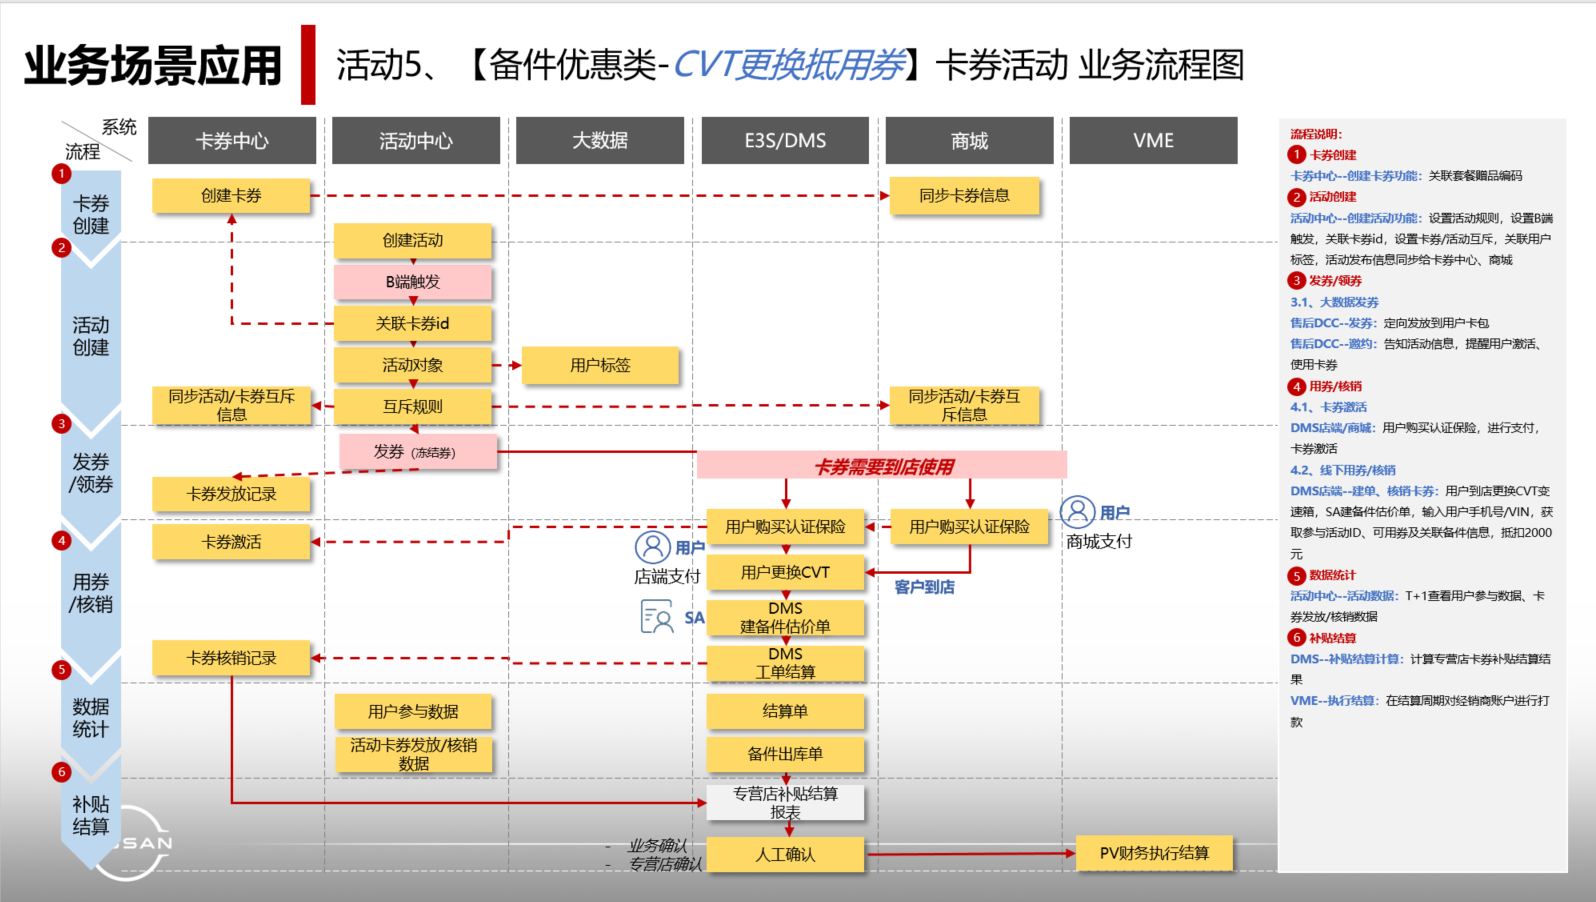 业务场景应用
活动5、【备件优惠类-CVT更换抵用券】卡券活动 业务流程图
系统
流程
卡券中心
活动中心
大数据
E3S/DMS
商城
VME
1
卡券
创建
创建卡券
同步卡券信息
2
活动
创建
创建活动
B端触发
关联卡券id
活动对象
用户标签
同步活动/卡券互斥
信息
互斥规则
同步活动/卡券互
斥信息
3
发券
/领券
发券（冻结券）
卡券需要到店使用
卡券发放记录
4
用券
/核销
卡券激活
用户购买认证保险
用户购买认证保险
用户
商城支付
用户
店端支付
用户更换CVT
客户到店
SA
DMS
建备件估价单
卡券核销记录
DMS
工单结算
5
数据
统计
用户参与数据
结算单
活动卡券发放/核销
数据
备件出库单
6
补贴
结算
专营店补贴结算
报表
- 业务确认
- 专营店确认
人工确认
PV财务执行结算
SSAN
流程说明：
1 卡券创建
卡券中心--创建卡券功能：关联套餐赠品编码
2 活动创建
活动中心--创建活动功能：设置活动规则，设置B端
触发，关联卡券id，设置卡券/活动互斥，关联用户
标签，活动发布信息同步给卡券中心、商城
3 发券/领券
3.1、大数据发券
售后DCC--发券：定向发放到用户卡包
售后DCC--邀约：告知活动信息，提醒用户激活、
使用卡券
4 用券/核销
4.1、卡券激活
DMS店端/商城：用户购买认证保险，进行支付，
卡券激活
4.2、线下用券/核销
DMS店端--建单、核销卡券：用户到店更换CVT变
速箱，SA建备件估价单，输入用户手机号/VIN，获
取参与活动ID、可用券及关联备件信息，抵扣2000
元
5 数据统计
活动中心--活动数据：T+1查看用户参与数据、卡
券发放/核销数据
6 补贴结算
DMS--补贴结算计算：计算专营店卡券补贴结算结
果
VME--执行结算：在结算周期对经销商账户进行打
款